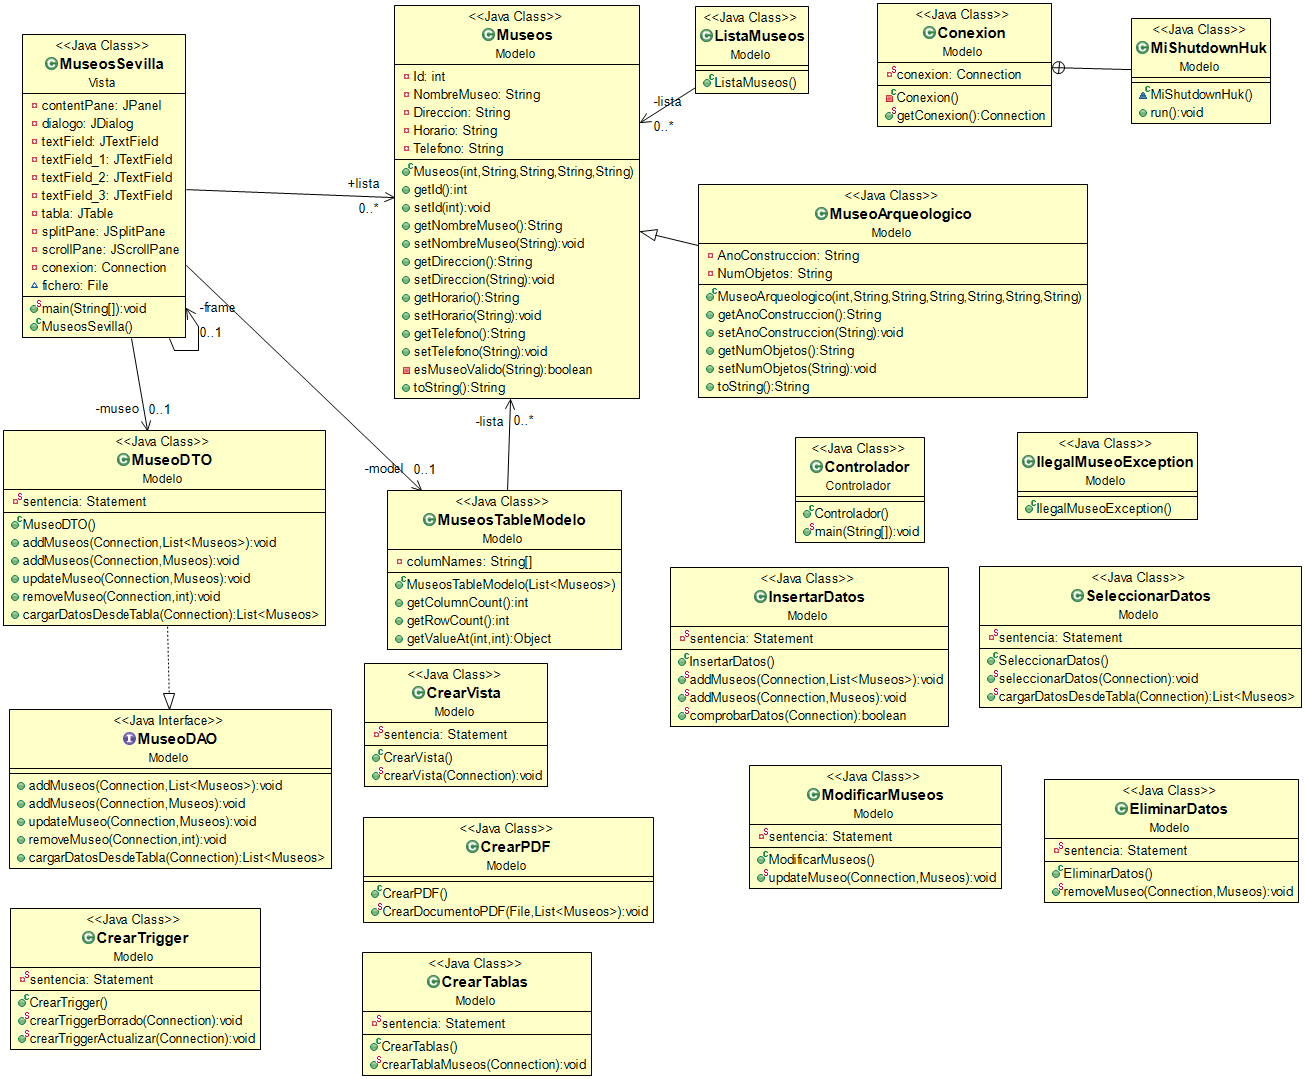 <<Java Class>>
MuseosSevilla
Vista
contentPane: JPanel
dialogo: JDialog
textField: JTextField
textField_1: JTextField
textField_2: JTextField
textField_3: JTextField
tabla: JTable
splitPane: JSplitPane
scrollPane: JScrollPane
conexion: Connection
fichero: File
main(String[]):void
MuseosSevilla()
<<Java Class>>
Museos
Modelo
Id: int
NombreMuseo: String
Direccion: String
Horario: String
Telefono: String
Museos(int,String,String,String,String)
getId():int
setId(int):void
getNombreMuseo():String
setNombreMuseo(String):void
getDireccion():String
setDireccion(String):void
getHorario():String
setHorario(String):void
getTelefono():String
setTelefono(String):void
esMuseoValido(String):boolean
toString():String
<<Java Class>>
ListaMuseos
Modelo
ListaMuseos()
-lista
0..*
<<Java Class>>
Conexion
Modelo
conexion: Connection
Conexion()
getConexion():Connection
<<Java Class>>
MiShutdownHuk
Modelo
MiShutdownHuk()
run():void
+lista
0..*
<<Java Class>>
MuseoArqueologico
Modelo
AnoConstruccion: String
NumObjetos: String
MuseoArqueologico(int,String,String,String,String,String,String)
getAnoConstruccion():String
setAnoConstruccion(String):void
getNumObjetos():String
setNumObjetos(String):void
toString():String
-frame
0..1
-museo 0..1
-lista 0..*
-model 0..1
<<Java Class>>
MuseoDTO
Modelo
sentencia: Statement
MuseoDTO()
addMuseos(Connection,List<Museos>):void
addMuseos(Connection,Museos):void
updateMuseo(Connection,Museos):void
removeMuseo(Connection,int):void
cargarDatosDesdeTabla(Connection):List<Museos>
<<Java Class>>
MuseosTableModelo
Modelo
columNames: String[]
MuseosTableModelo(List<Museos>)
getColumnCount():int
getRowCount():int
getValueAt(int,int):Object
<<Java Class>>
Controlador
Controlador
Controlador()
main(String[]):void
<<Java Class>>
IlegalMuseoException
Modelo
IlegalMuseoException()
<<Java Class>>
InsertarDatos
Modelo
sentencia: Statement
InsertarDatos()
addMuseos(Connection,List<Museos>):void
addMuseos(Connection,Museos):void
comprobarDatos(Connection):boolean
<<Java Class>>
SeleccionarDatos
Modelo
sentencia: Statement
SeleccionarDatos()
seleccionarDatos(Connection):void
cargarDatosDesdeTabla(Connection):List<Museos>
<<Java Interface>>
MuseoDAO
Modelo
addMuseos(Connection,List<Museos>):void
addMuseos(Connection,Museos):void
updateMuseo(Connection,Museos):void
removeMuseo(Connection,int):void
cargarDatosDesdeTabla(Connection):List<Museos>
<<Java Class>>
CrearVista
Modelo
sentencia: Statement
CrearVista()
crearVista(Connection):void
<<Java Class>>
ModificarMuseos
Modelo
sentencia: Statement
ModificarMuseos()
updateMuseo(Connection,Museos):void
<<Java Class>>
EliminarDatos
Modelo
sentencia: Statement
EliminarDatos()
removeMuseo(Connection,Museos):void
<<Java Class>>
CrearPDF
Modelo
CrearPDF()
CrearDocumentoPDF(File,List<Museos>):void
<<Java Class>>
CrearTrigger
Modelo
sentencia: Statement
CrearTrigger()
crearTriggerBorrado(Connection):void
crearTriggerActualizar(Connection):void
<<Java Class>>
CrearTablas
Modelo
sentencia: Statement
CrearTablas()
crearTablaMuseos(Connection):void